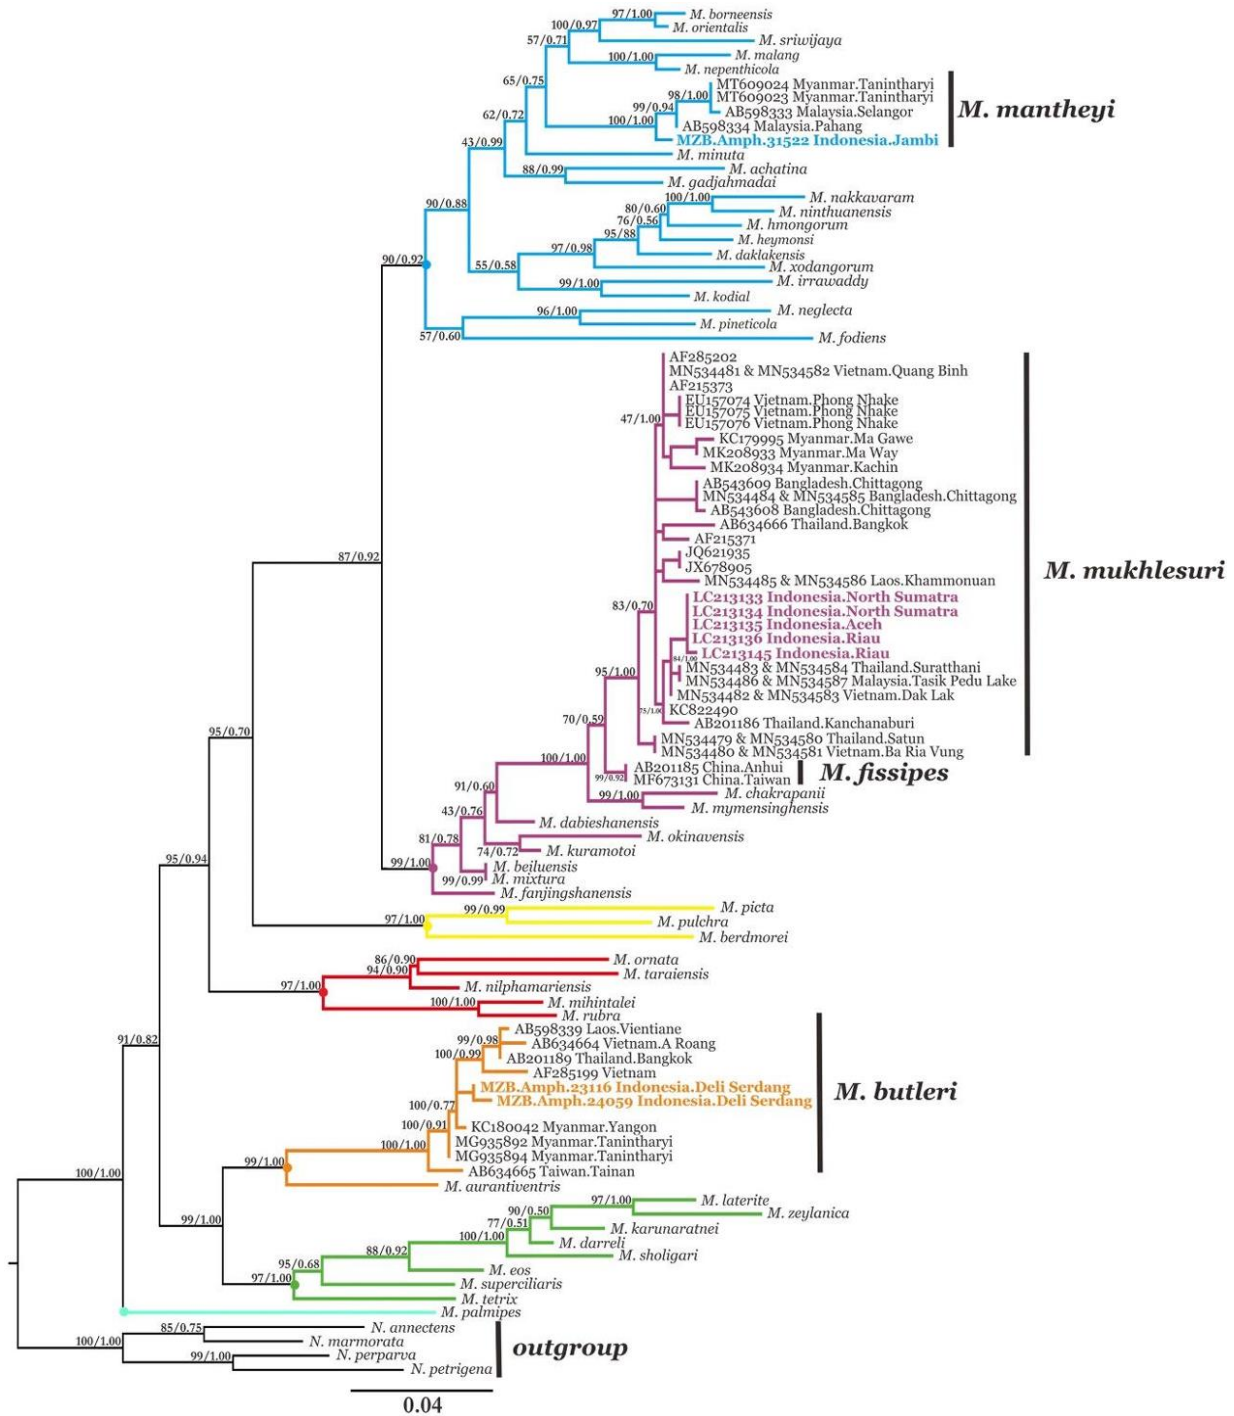 97/1.00
M. borneensis
100/0.97
M. orientalis
57/0.71
M. sriwijaya
100/1.00
M. malang
M. nepenthicola
65/0.75
98/1.00
MT609024 Myanmar.Tanintharyi
MT609023 Myanmar.Tanintharyi
99/0.94
AB598333 Malaysia.Selangor
M. mantheyi
62/0.72
100/1.00
AB598334 Malaysia.Pahang
MZB.Amph.31522 Indonesia.Jambi
43/0.99
M. minuta
88/0.99
M. achatina
M. gadjahmadai
90/0.88
100/1.00
M. nakkavaram
80/0.60
M. ninthuanensis
76/0.56
M. hmongorum
95/88
M. heymonsi
97/0.98
M. daklakensis
90/0.92
55/0.58
M. xodangorum
99/1.00
M. irrawaddy
M. kodial
96/1.00
M. neglecta
M. pineticola
57/0.60
M. fodiens
AF285202
MN534481 & MN534582 Vietnam.Quang Binh
AF215373
EU157074 Vietnam.Phong Nhake
EU157075 Vietnam.Phong Nhake
47/1.00
EU157076 Vietnam.Phong Nhake
KC179995 Myanmar.Ma Gawe
MK208933 Myanmar.Ma Way
MK208934 Myanmar.Kachin
AB543609 Bangladesh.Chittagong
MN534484 & MN534585 Bangladesh.Chittagong
AB543608 Bangladesh.Chittagong
AB634666 Thailand.Bangkok
AF215371
JQ621935
87/0.92
JX678905
M. mukhlesuri
MN534485 & MN534586 Laos.Khammonuan
LC213133 Indonesia.North Sumatra
83/0.70
LC213134 Indonesia.North Sumatra
LC213135 Indonesia.Aceh
LC213136 Indonesia.Riau
LC213145 Indonesia.Riau
84/1.00
MN534483 & MN534584 Thailand.Suratthani
95/1.00
MN534486 & MN534587 Malaysia.Tasik Pedu Lake
MN534482 & MN534583 Vietnam.Dak Lak
75/1.00
KC822490
70/0.59
AB201186 Thailand.Kanchanaburi
95/0.70
MN534479 & MN534580 Thailand.Satun
MN534480 & MN534581 Vietnam.Ba Ria Vung
100/1.00
AB201185 China.Anhui
M. fissipes
99/0.92
MF673131 China.Taiwan
91/0.60
99/1.00
M. chakrapanii
M. mymensinghensis
43/0.76
M. dabieshanensis
81/0.78
M. okinavensis
74/0.72
M. kuramotoi
95/0.94
99/1.00
M. beiluensis
99/0.99
M. mixtura
M. fanjingshanensis
99/0.99
M. picta
97/1.00
M. pulchra
M. berdmorei
86/0.90
M. ornata
94/0.90
M. taraiensis
97/1.00
M. nilphamariensis
100/1.00
M. mihintalei
M. rubra
91/0.82
AB598339 Laos.Vientiane
99/0.98
AB634664 Vietnam.A Roang
100/0.99
AB201189 Thailand.Bangkok
AF285199 Vietnam
MZB.Amph.23116 Indonesia.Deli Serdang
M. butleri
100/0.77
MZB.Amph.24059 Indonesia.Deli Serdang
100/0.91
KC180042 Myanmar.Yangon
100/1.00
MG935892 Myanmar.Tanintharyi
MG935894 Myanmar.Tanintharyi
99/1.00
AB634665 Taiwan.Tainan
100/1.00
M. aurantiventris
97/1.00
M. laterite
90/0.50
M. zeylanica
99/1.00
77/0.51
M. karunaratnei
100/1.00
M. darreli
88/0.92
M. sholigari
95/0.68
M. eos
97/1.00
M. superciliaris
M. tetrix
M. palmipes
85/0.75
N. annectens
100/1.00
N. marmorata
outgroup
99/1.00
N. perparva
N. petrigena
0.04